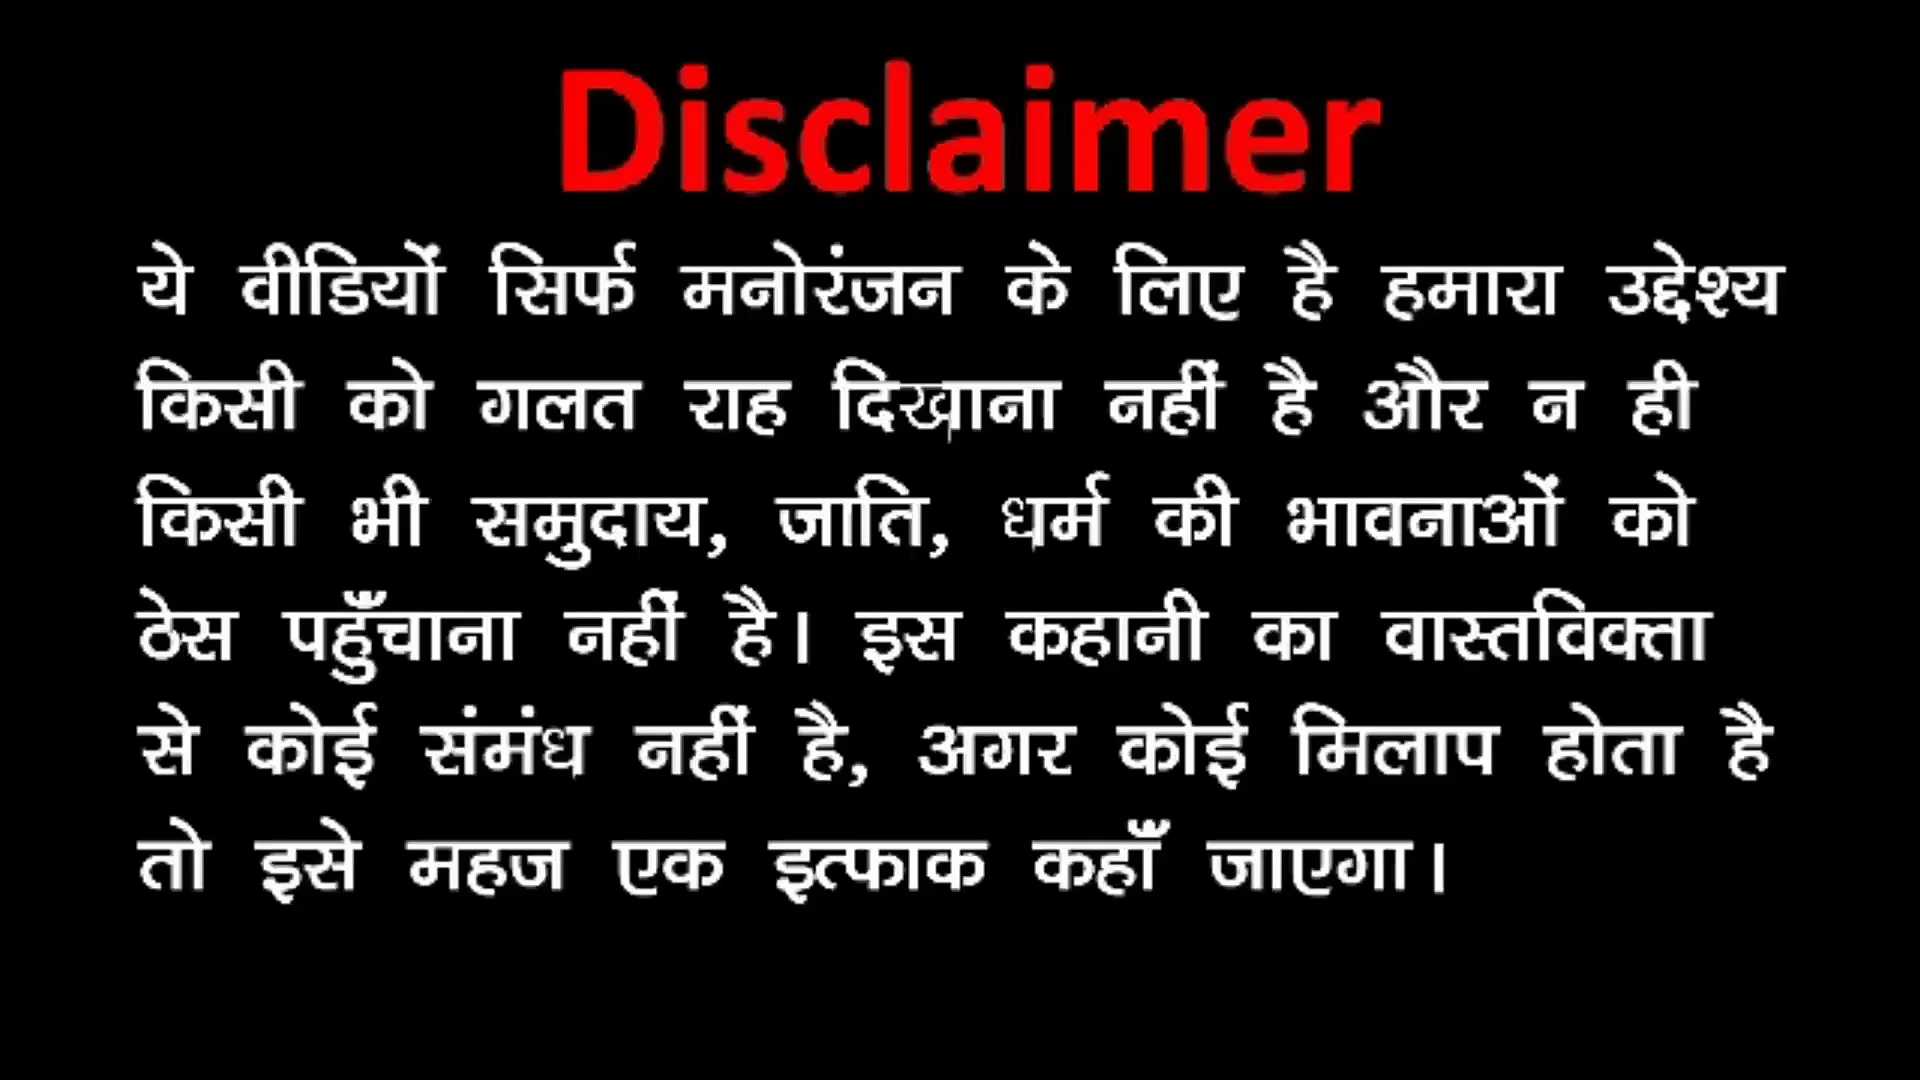 Disclaimer
ये वीडियों सिर्फ मनोरंजन के लिए है हमारा उद्देश्य
किसी को गलत राह दिखाना नहीं है और न ही
किसी भी समुदाय, जाति, धर्म की भावनाओं को
ठेस पहुँचाना नहीं है। इस कहानी का वास्तविक्ता
से कोई संमंध नहीं है, अगर कोई मिलाप होता है
तो इसे महज एक इत्फाक कहाँ जाएगा।